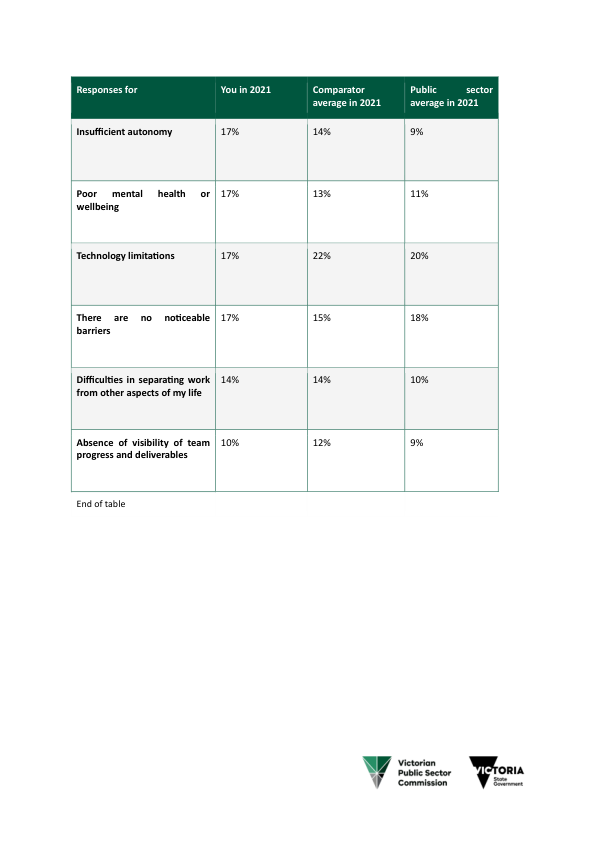 Responses for
You in 2021
Comparator
average in 2021
Public sector
average in 2021
Insufficient autonomy
17%
14%
9%
Poor mental health or
wellbeing
17%
13%
11%
Technology limitations
17%
22%
20%
There are no noticeable
barriers
17%
15%
18%
Difficulties in separating work
from other aspects of my life
14%
14%
10%
Absence of visibility of team
progress and deliverables
10%
12%
9%
End of table
Victorian
Public Sector
Commission
VICTORIA
State
Government